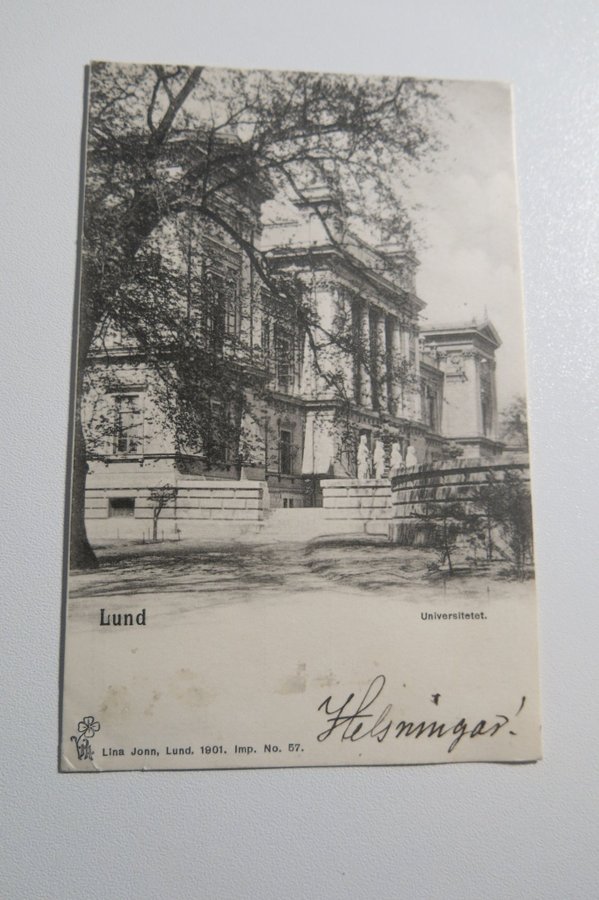 Lund
Universitetet.
Helsningar!
Lina Jonn, Lund. 1901. Imp. No. 57.